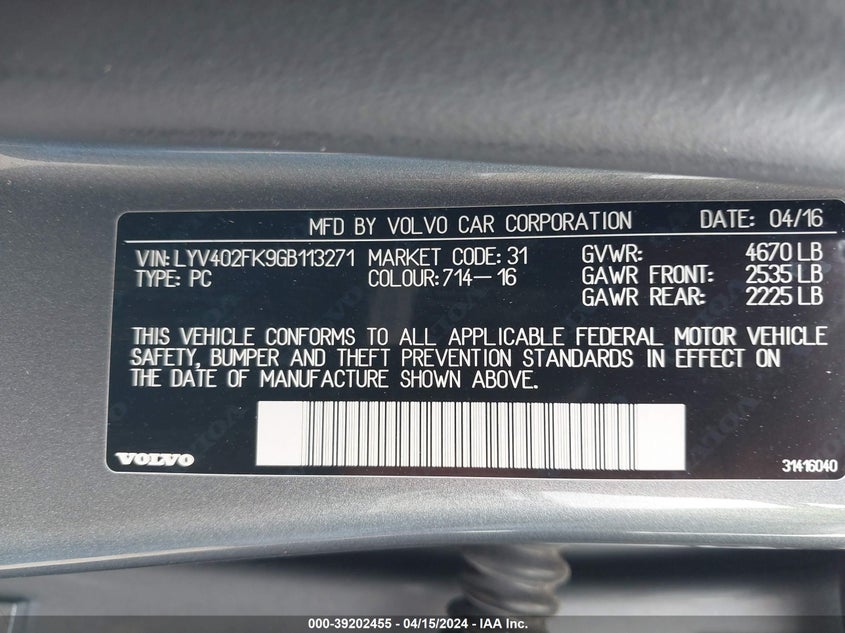 MFD BY VOLVO CAR CORPORATION DATE: 04/16
VIN: LYV402FK9GB113271 MARKET CODE: 31 GVWR: 4670 LB
TYPE: PC COLOUR: 714-16 GAWR FRONT: 2535 LB
GAWR REAR: 2225 LB
THIS VEHICLE CONFORMS TO ALL APPLICABLE FEDERAL MOTOR VEHICLE
SAFETY, BUMPER AND THEFT PREVENTION STANDARDS IN EFFECT ON
THE DATE OF MANUFACTURE SHOWN ABOVE.
VOLVO 31416040
000-39202455 - 04/15/2024 - IAA Inc.